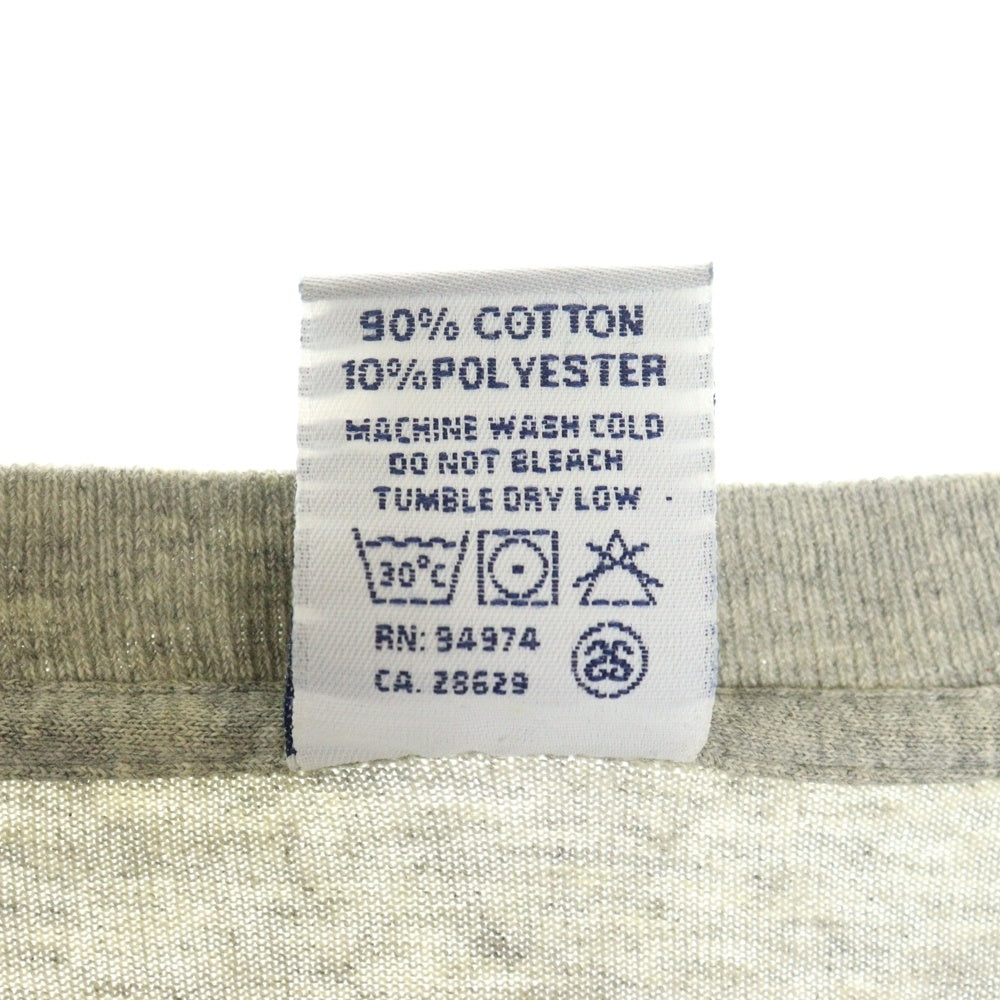 90% COTTON
10% POLYESTER
MACHINE WASH COLD
DO NOT BLEACH
TUMBLE DRY LOW
30°C
RN: 94974
CA. 28629